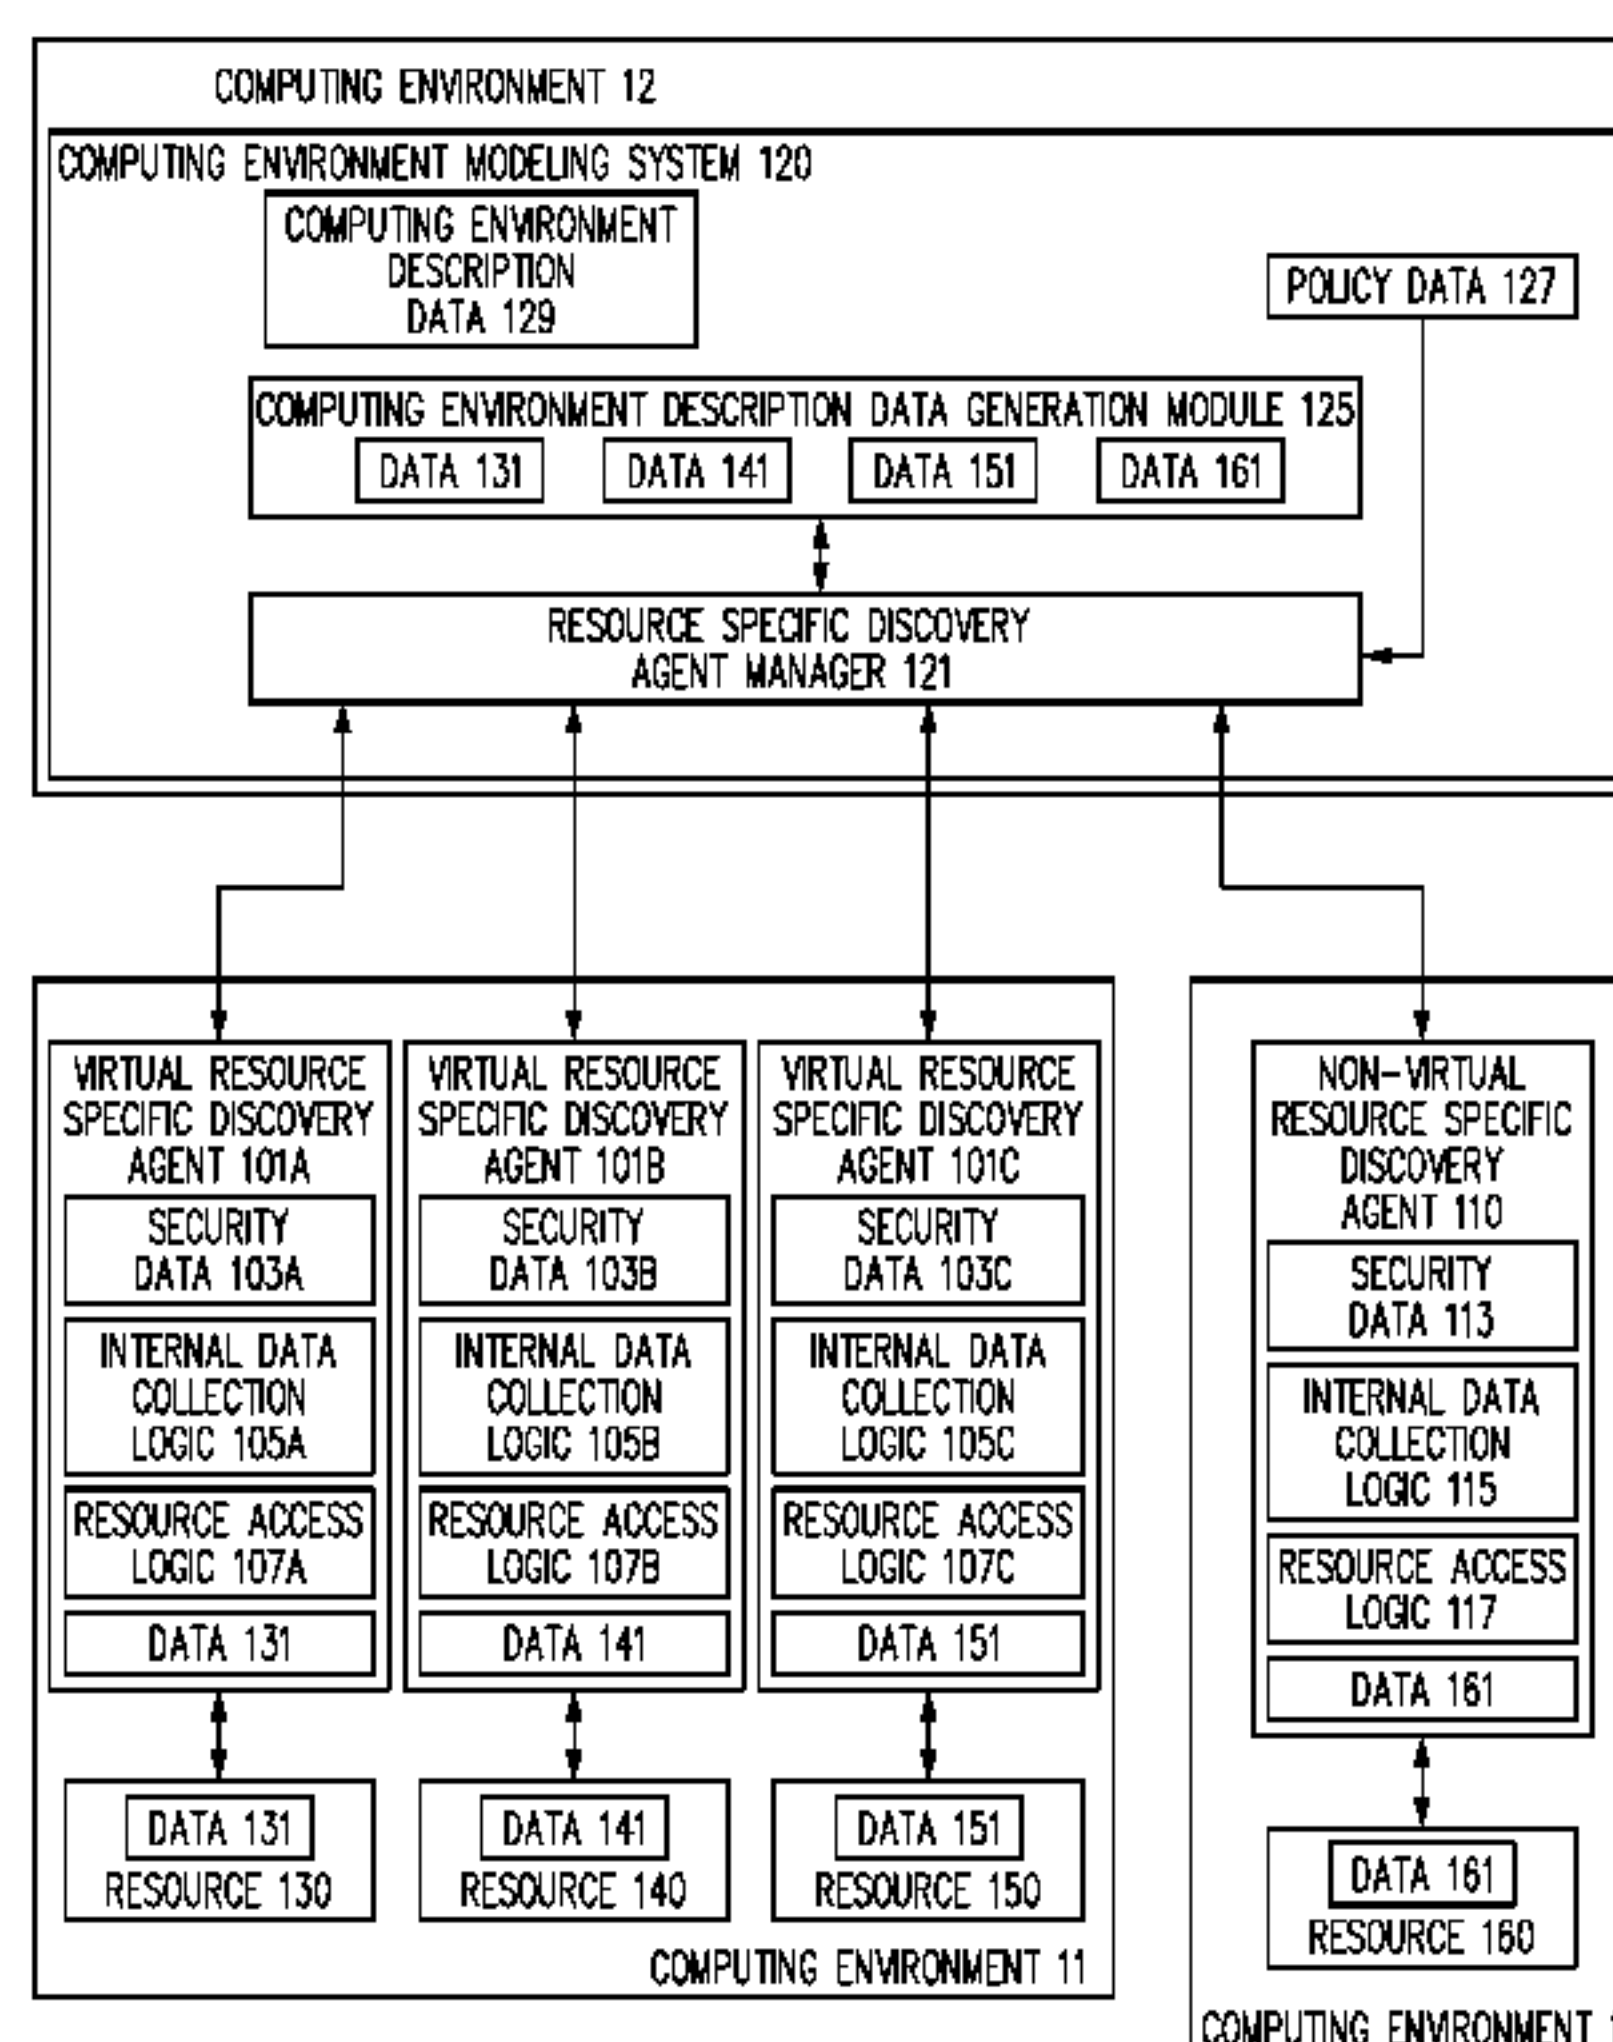 COMPUTING ENVIRONMENT 12
COMPUTING ENVIRONMENT MODELING SYSTEM 120
COMPUTING ENVIRONMENT
DESCRIPTION
DATA 129
POLICY DATA 127
COMPUTING ENVIRONMENT DESCRIPTION DATA GENERATION MODULE 125
DATA 131
DATA 141
DATA 151
DATA 161
RESOURCE SPECIFIC DISCOVERY
AGENT MANAGER 121
VIRTUAL RESOURCE
SPECIFIC DISCOVERY
AGENT 101A
SECURITY
DATA 103A
INTERNAL DATA
COLLECTION
LOGIC 105A
RESOURCE ACCESS
LOGIC 107A
DATA 131
DATA 131
RESOURCE 130
VIRTUAL RESOURCE
SPECIFIC DISCOVERY
AGENT 101B
SECURITY
DATA 103B
INTERNAL DATA
COLLECTION
LOGIC 105B
RESOURCE ACCESS
LOGIC 107B
DATA 141
DATA 141
RESOURCE 140
VIRTUAL RESOURCE
SPECIFIC DISCOVERY
AGENT 101C
SECURITY
DATA 103C
INTERNAL DATA
COLLECTION
LOGIC 105C
RESOURCE ACCESS
LOGIC 107C
DATA 151
DATA 151
RESOURCE 150
COMPUTING ENVIRONMENT 11
NON-VIRTUAL
RESOURCE SPECIFIC
DISCOVERY
AGENT 110
SECURITY
DATA 113
INTERNAL DATA
COLLECTION
LOGIC 115
RESOURCE ACCESS
LOGIC 117
DATA 161
DATA 161
RESOURCE 160
COMPUTING ENVIRONMENT